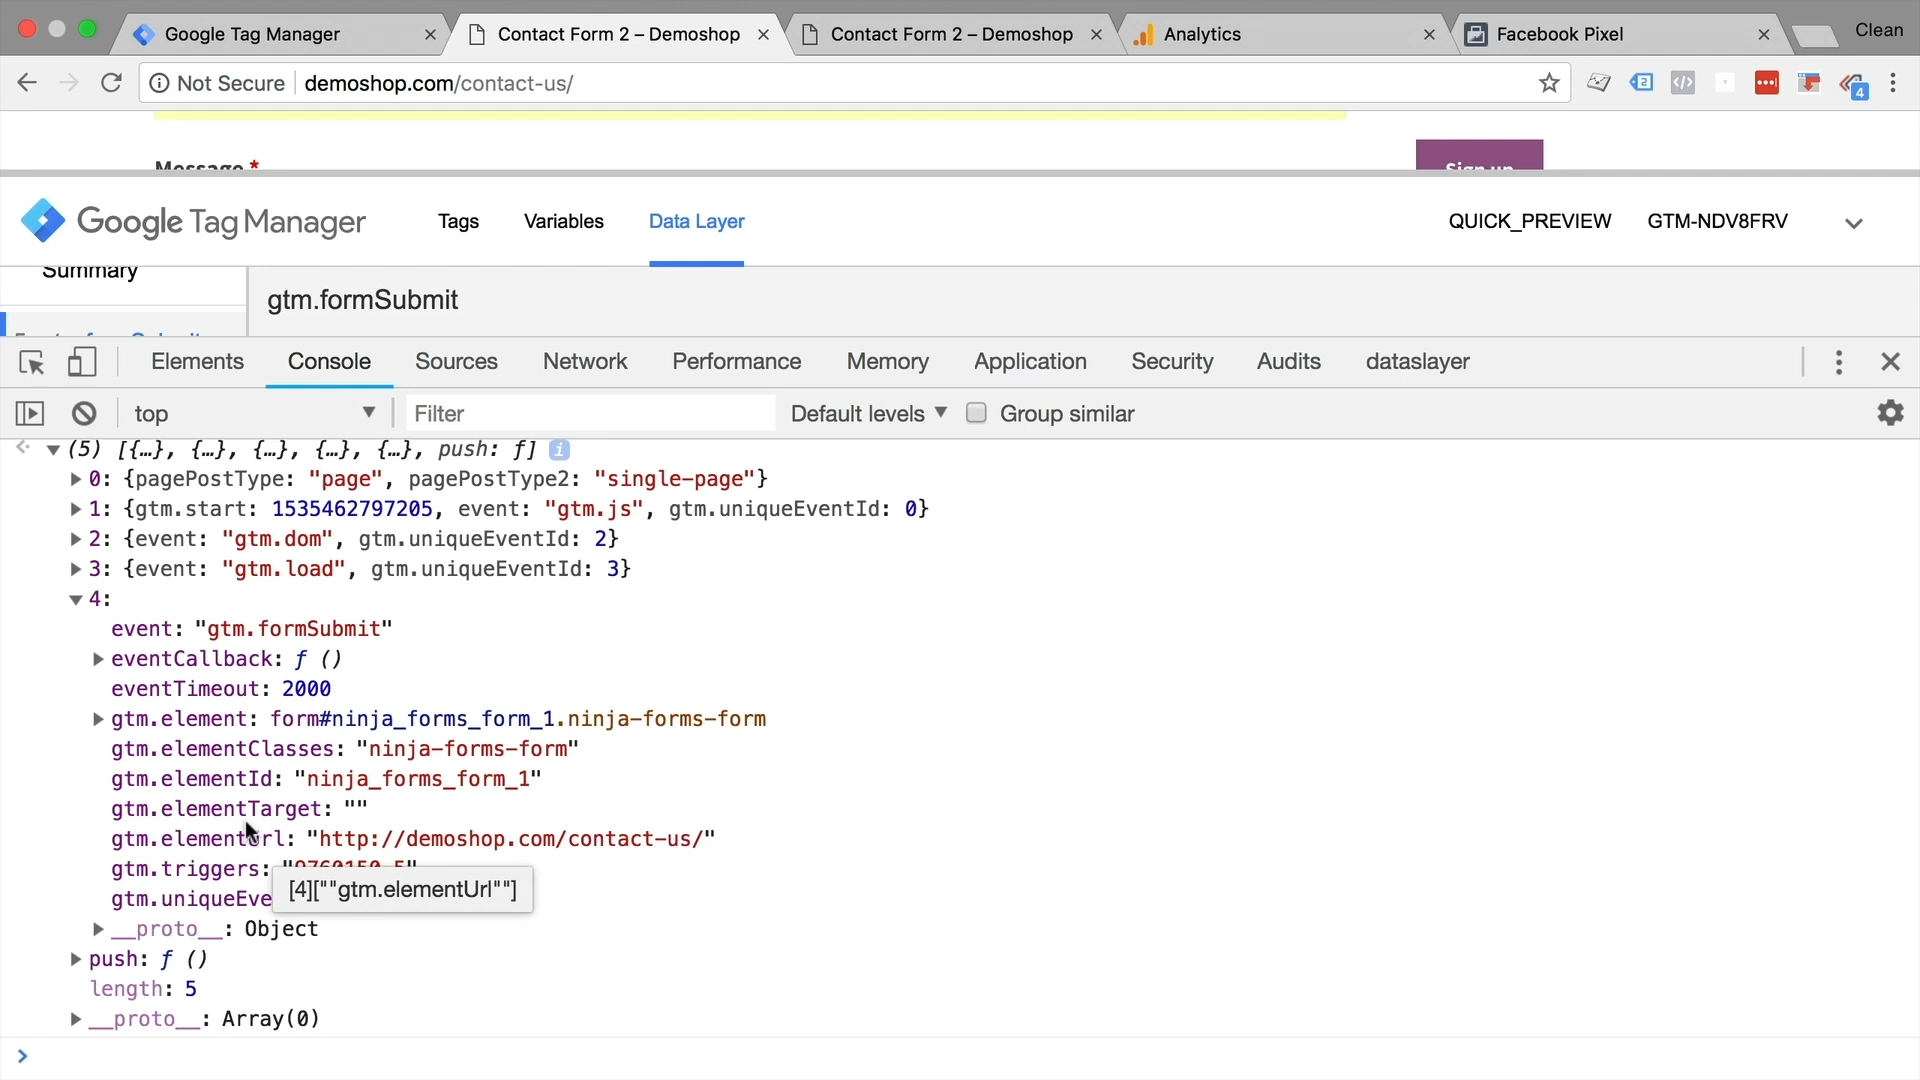 Google Tag Manager
Contact Form 2 – Demoshop
Contact Form 2 – Demoshop
Analytics
Facebook Pixel
Clean
Not Secure
demoshop.com/contact-us/
4
Message *
Sign up
Google Tag Manager
Tags
Variables
Data Layer
QUICK_PREVIEW
GTM-NDV8FRV
Summary
gtm.formSubmit
Elements
Console
Sources
Network
Performance
Memory
Application
Security
Audits
dataslayer
top
Filter
Default levels
Group similar
(5) [{…}, {…}, {…}, {…}, {…}, push: ƒ] i
0: {pagePostType: "page", pagePostType2: "single-page"}
1: {gtm.start: 1535462797205, event: "gtm.js", gtm.uniqueEventId: 0}
2: {event: "gtm.dom", gtm.uniqueEventId: 2}
3: {event: "gtm.load", gtm.uniqueEventId: 3}
4:
event: "gtm.formSubmit"
eventCallback: ƒ ()
eventTimeout: 2000
gtm.element: form#ninja_forms_form_1.ninja-forms-form
gtm.elementClasses: "ninja-forms-form"
gtm.elementId: "ninja_forms_form_1"
gtm.elementTarget: ""
gtm.elementUrl: "http://demoshop.com/contact-us/"
gtm.triggers: "9760150_5"
gtm.uniqueEve
[4][""gtm.elementUrl""]
__proto__: Object
push: ƒ ()
length: 5
__proto__: Array(0)